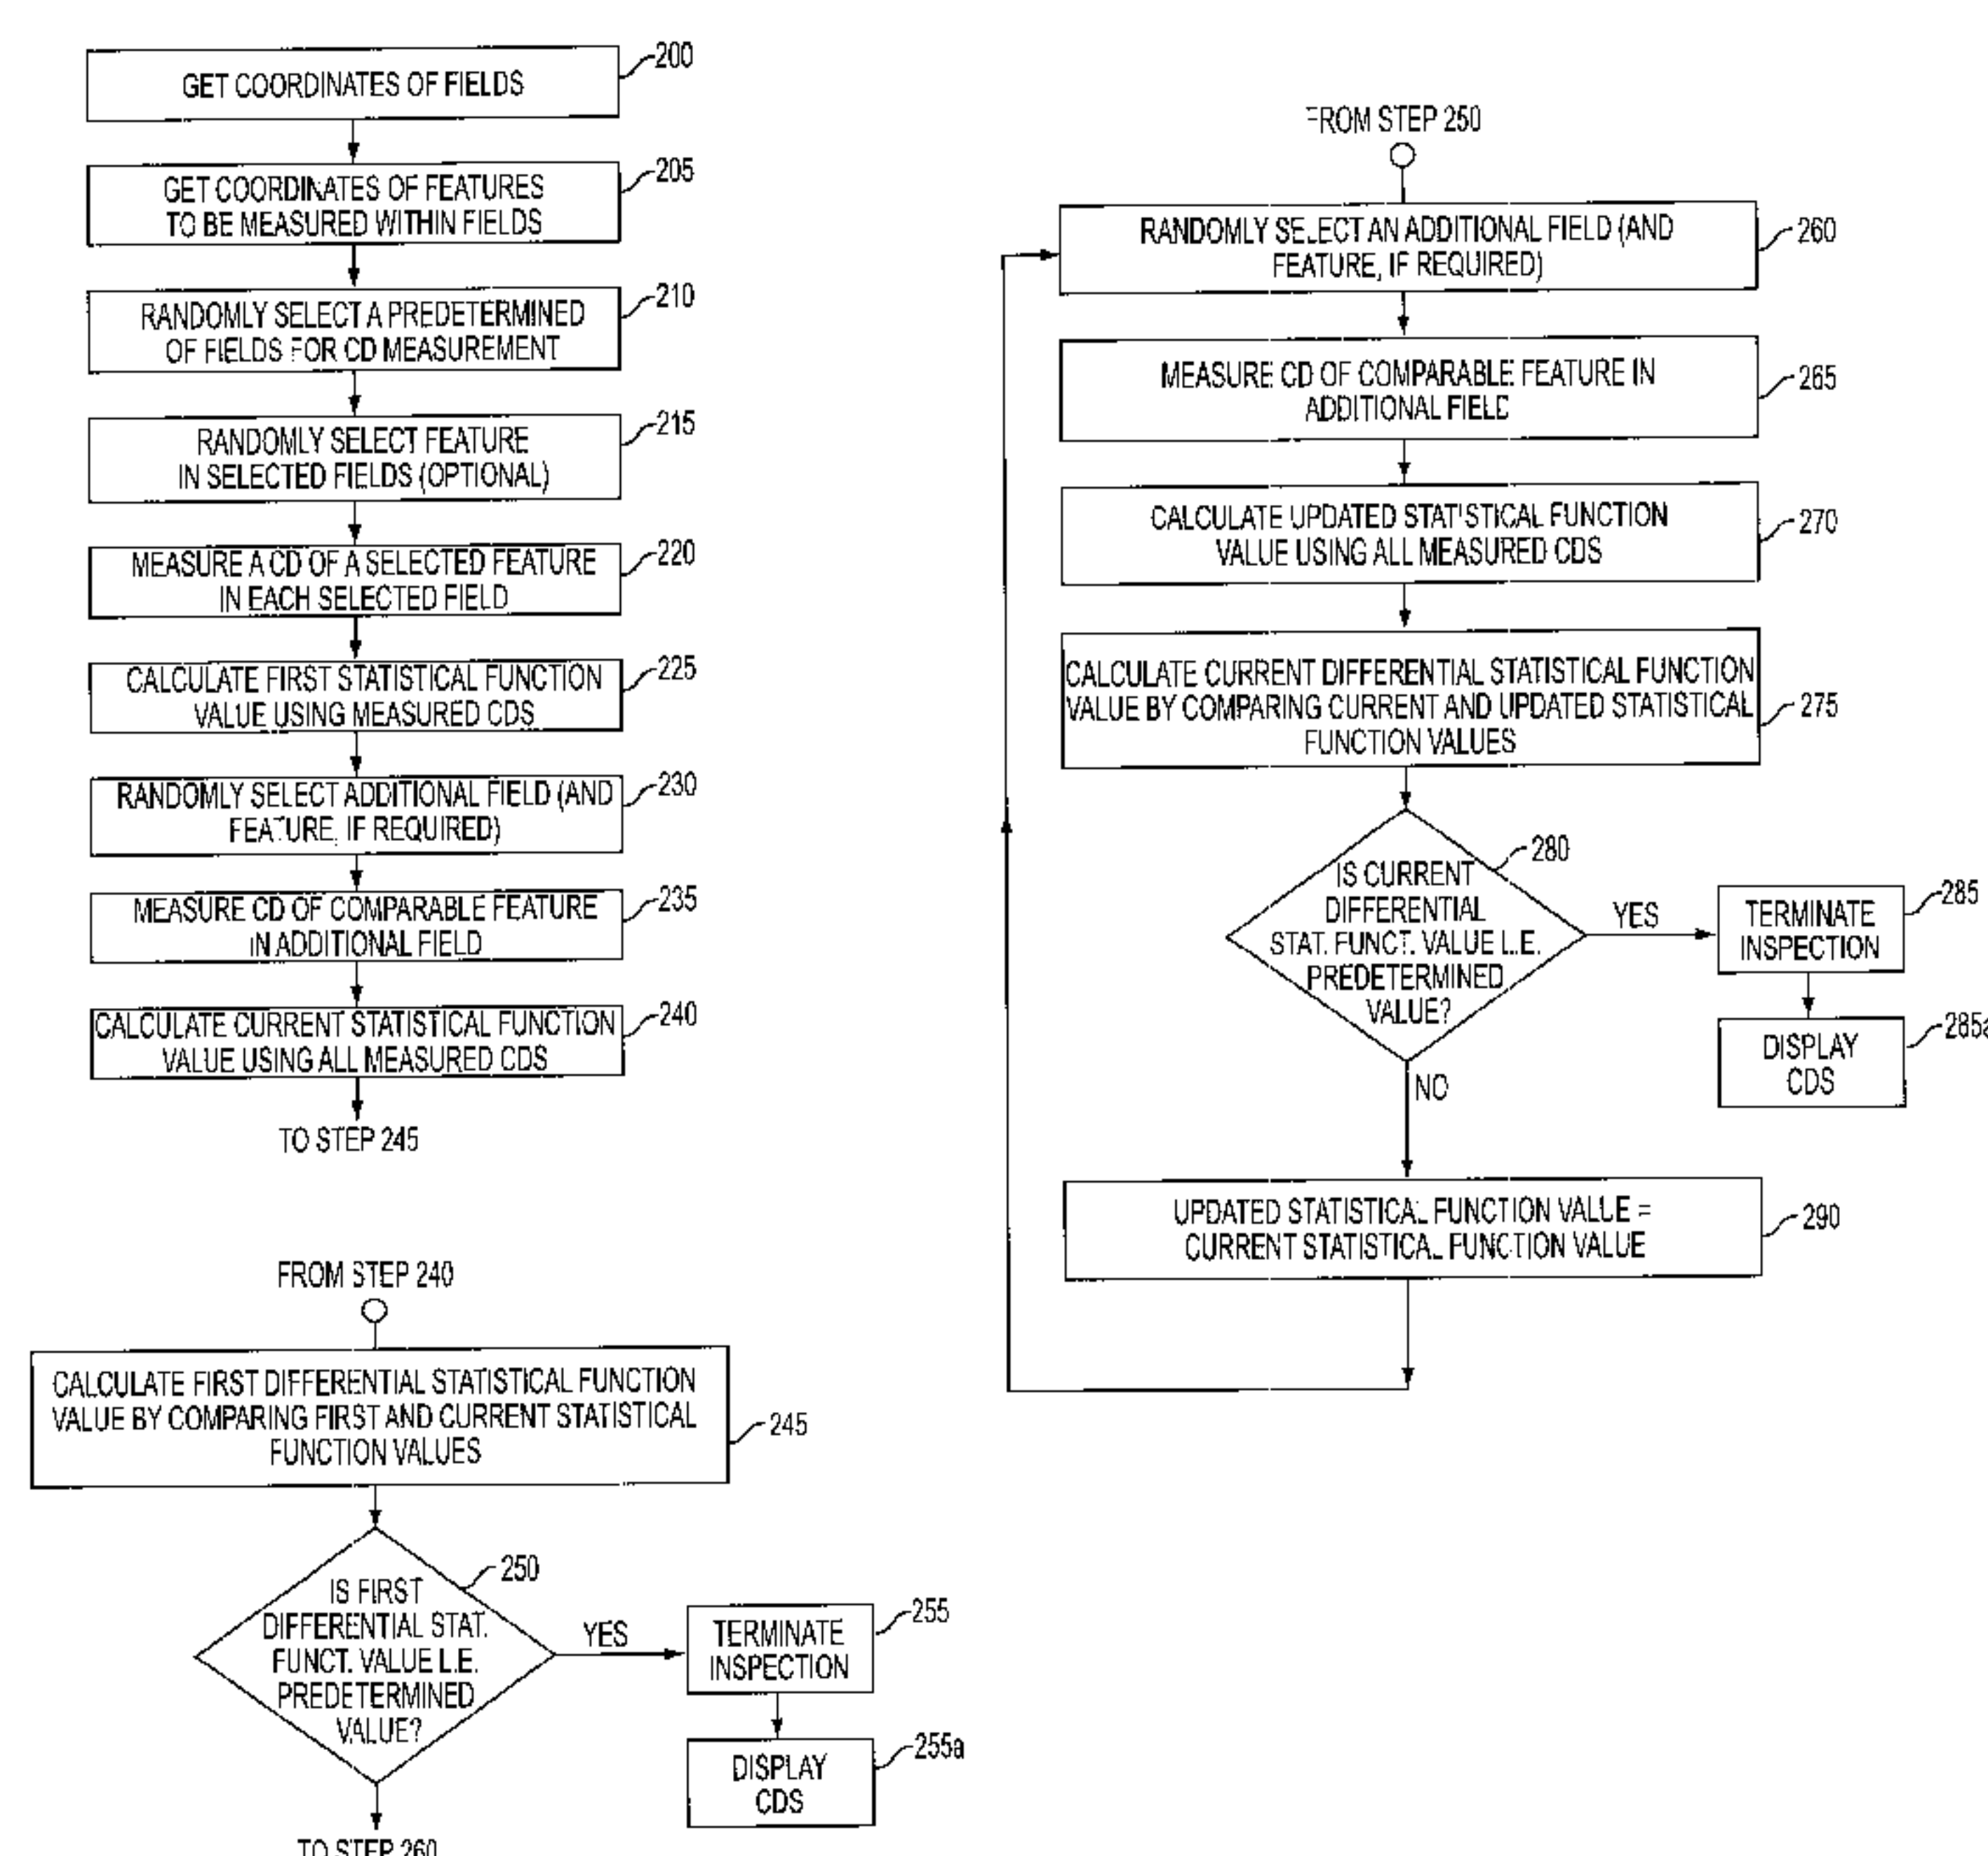 GET COORDINATES OF FIELDS
200
GET COORDINATES OF FEATURES
TO BE MEASURED WITHIN FIELDS
205
RANDOMLY SELECT A PREDETERMINED
OF FIELDS FOR CD MEASUREMENT
210
RANDOMLY SELECT FEATURE
IN SELECTED FIELDS (OPTIONAL)
215
MEASURE A CD OF A SELECTED FEATURE
IN EACH SELECTED FIELD
220
CALCULATE FIRST STATISTICAL FUNCTION
VALUE USING MEASURED CDS
225
RANDOMLY SELECT ADDITIONAL FIELD (AND
FEATURE, IF REQUIRED)
230
MEASURE CD OF COMPARABLE FEATURE
IN ADDITIONAL FIELD
235
CALCULATE CURRENT STATISTICAL FUNCTION
VALUE USING ALL MEASURED CDS
240
TO STEP 245
FROM STEP 240
CALCULATE FIRST DIFFERENTIAL STATISTICAL FUNCTION
VALUE BY COMPARING FIRST AND CURRENT STATISTICAL
FUNCTION VALUES
245
IS FIRST
DIFFERENTIAL STAT.
FUNCT. VALUE L.E.
PREDETERMINED
VALUE?
250
YES
TERMINATE
INSPECTION
255
DISPLAY
CDS
255a
TO STEP 260
FROM STEP 250
RANDOMLY SELECT AN ADDITIONAL FIELD (AND
FEATURE, IF REQUIRED)
260
MEASURE CD OF COMPARABLE FEATURE IN
ADDITIONAL FIELD
265
CALCULATE UPDATED STATISTICAL FUNCTION
VALUE USING ALL MEASURED CDS
270
CALCULATE CURRENT DIFFERENTIAL STATISTICAL FUNCTION
VALUE BY COMPARING CURRENT AND UPDATED STATISTICAL
FUNCTION VALUES
275
IS CURRENT
DIFFERENTIAL
STAT. FUNCT. VALUE L.E.
PREDETERMINED
VALUE?
280
YES
TERMINATE
INSPECTION
285
DISPLAY
CDS
285a
NO
UPDATED STATISTICAL FUNCTION VALUE =
CURRENT STATISTICAL FUNCTION VALUE
290